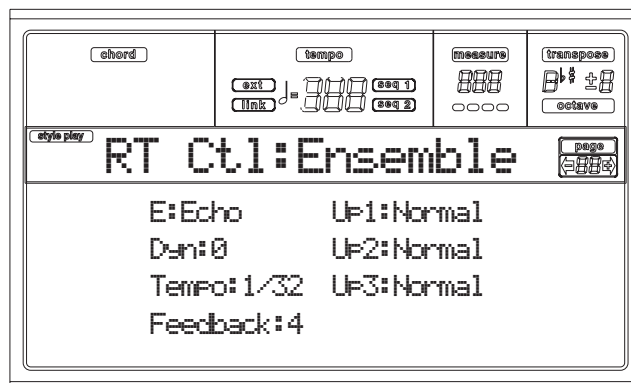 chord tempo measure transpose
ext seq 1
link seq 2
octave
style play RT Ctl:Ensemble page
E:Echo Up1:Normal
Dyn:0 Up2:Normal
Tempo:1/32 Up3:Normal
Feedback:4